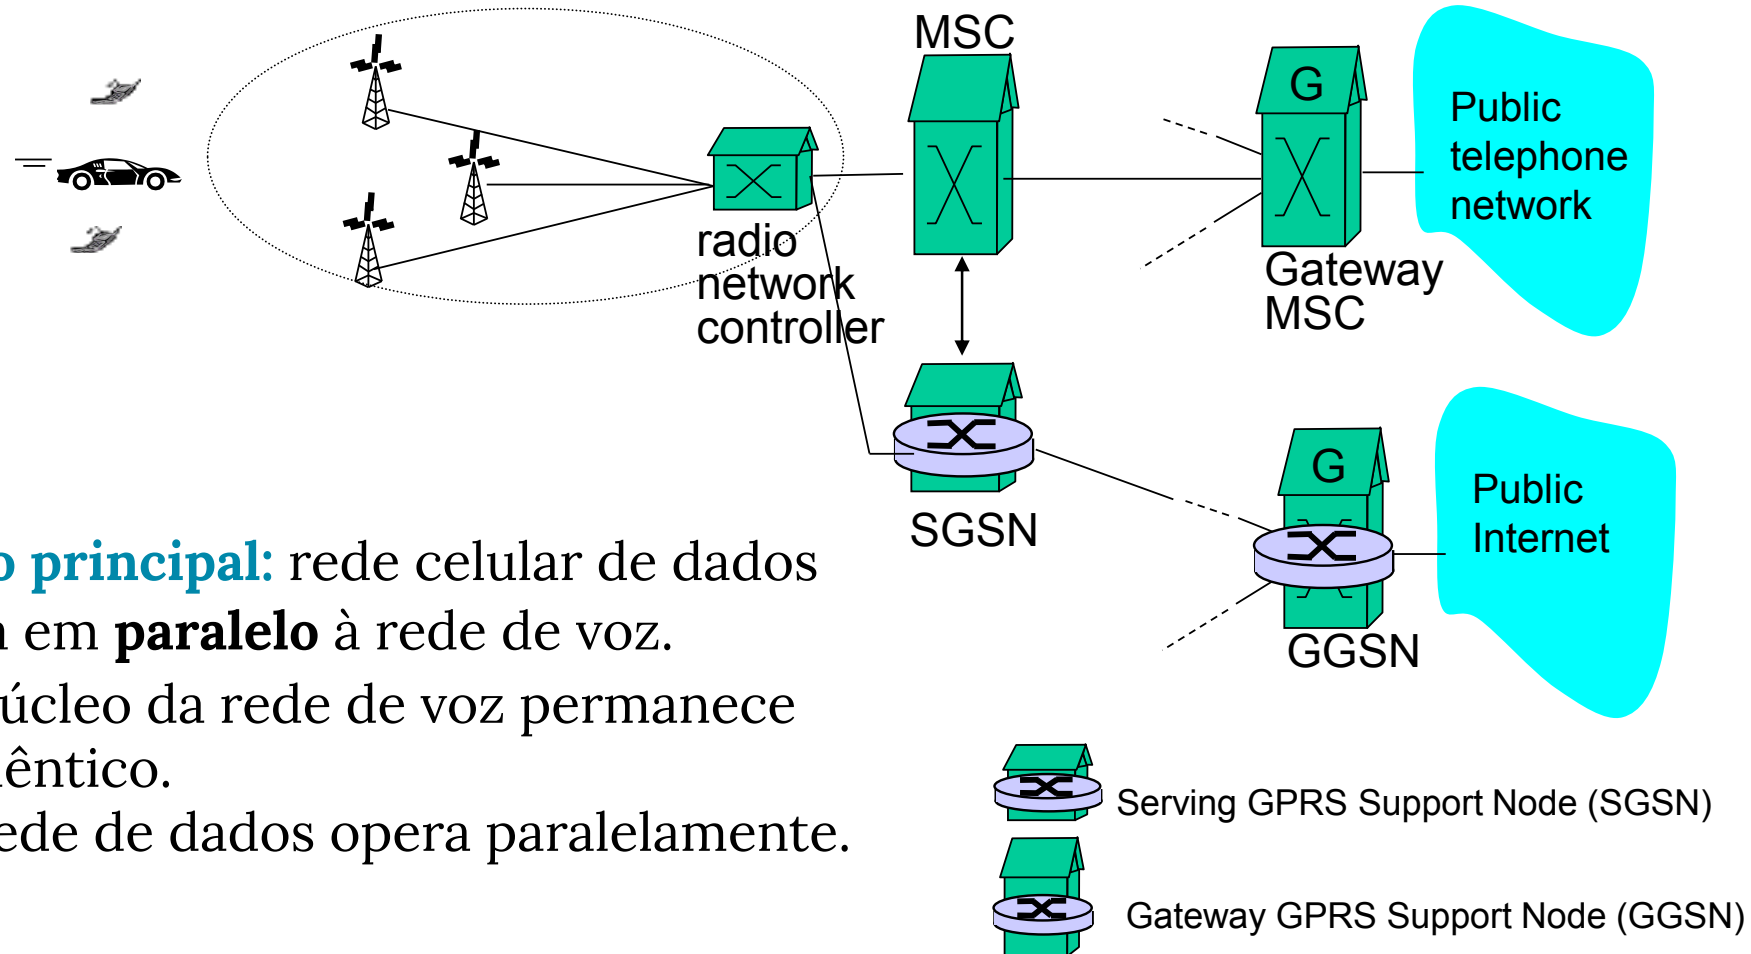 MSC
G
Public
telephone
network
radio
network
controller
Gateway
MSC
SGSN
G
Public
Internet
GGSN
o principal: rede celular de dados
em paralelo à rede de voz.
úcleo da rede de voz permanece
êntico.
ede de dados opera paralelamente.
Serving GPRS Support Node (SGSN)
Gateway GPRS Support Node (GGSN)